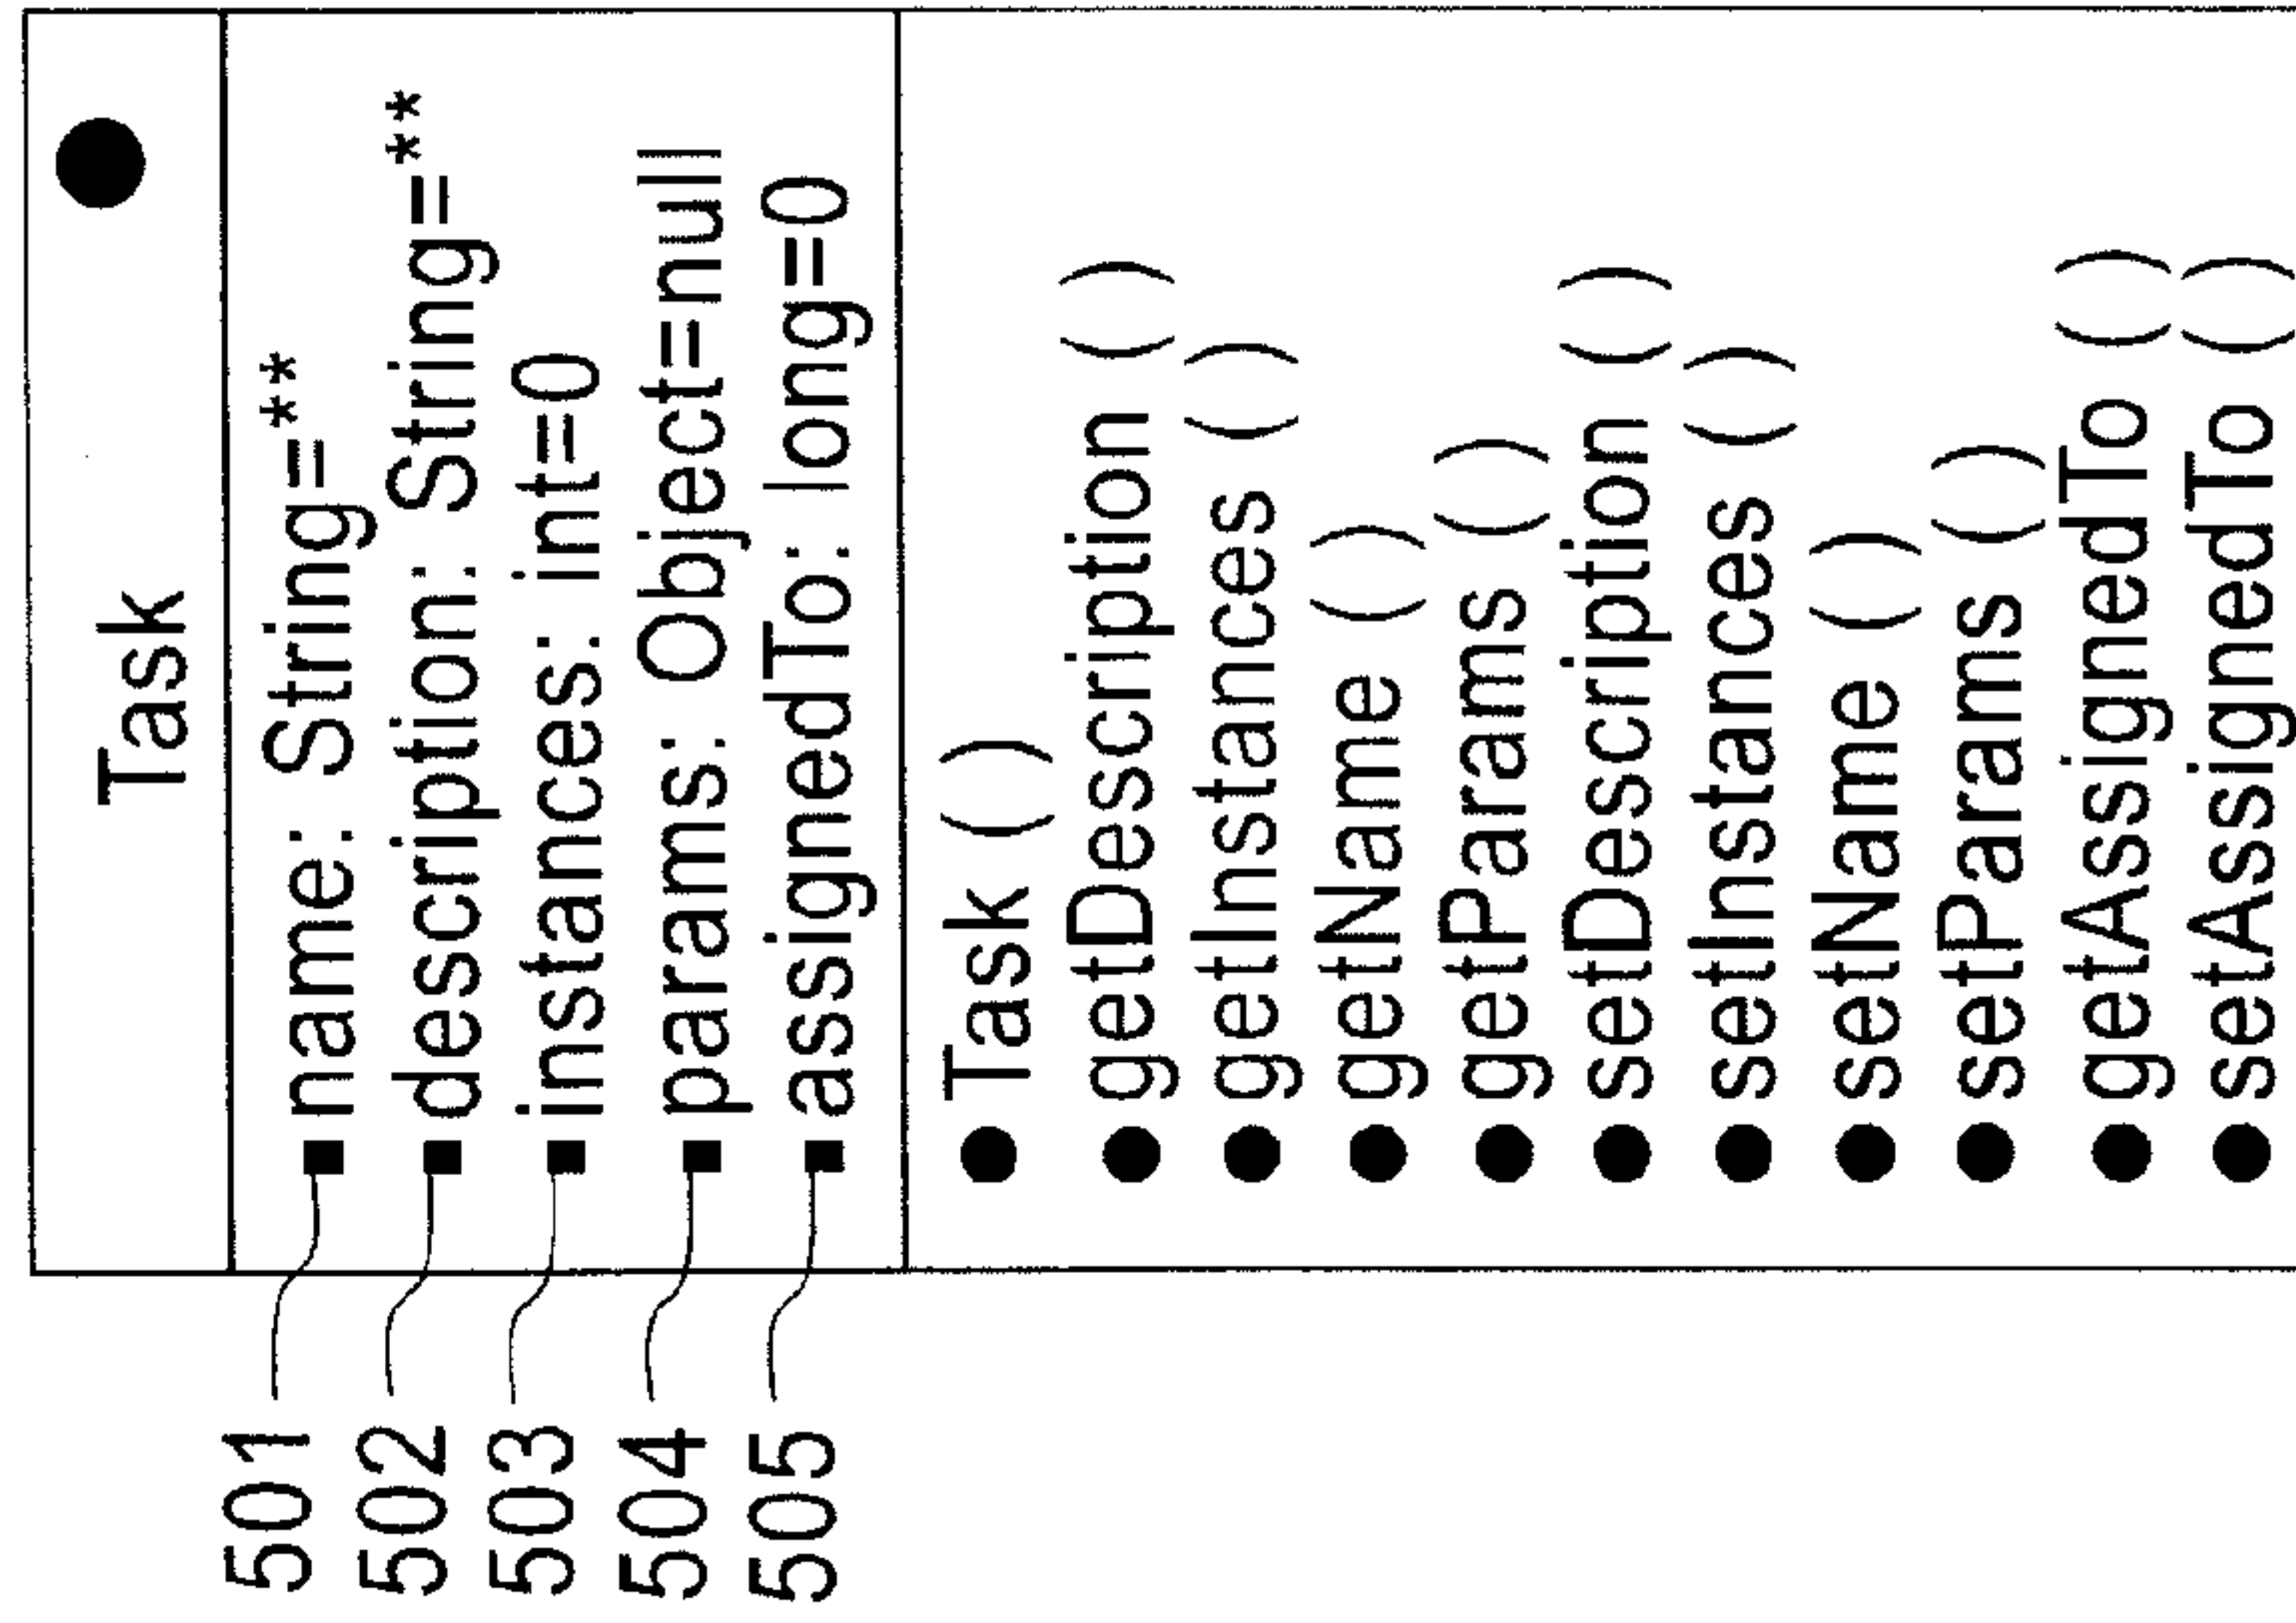 Task
501 name: String=**
502 description: String=**
503 instances: int=0
504 params: Object=null
505 assignedTo: long=0
Task ( )
getDescription ( )
getInstances ( )
getName ( )
getParams ( )
setDescription ( )
setInstances ( )
setName ( )
setParams ( )
getAssignedTo ( )
setAssignedTo ( )